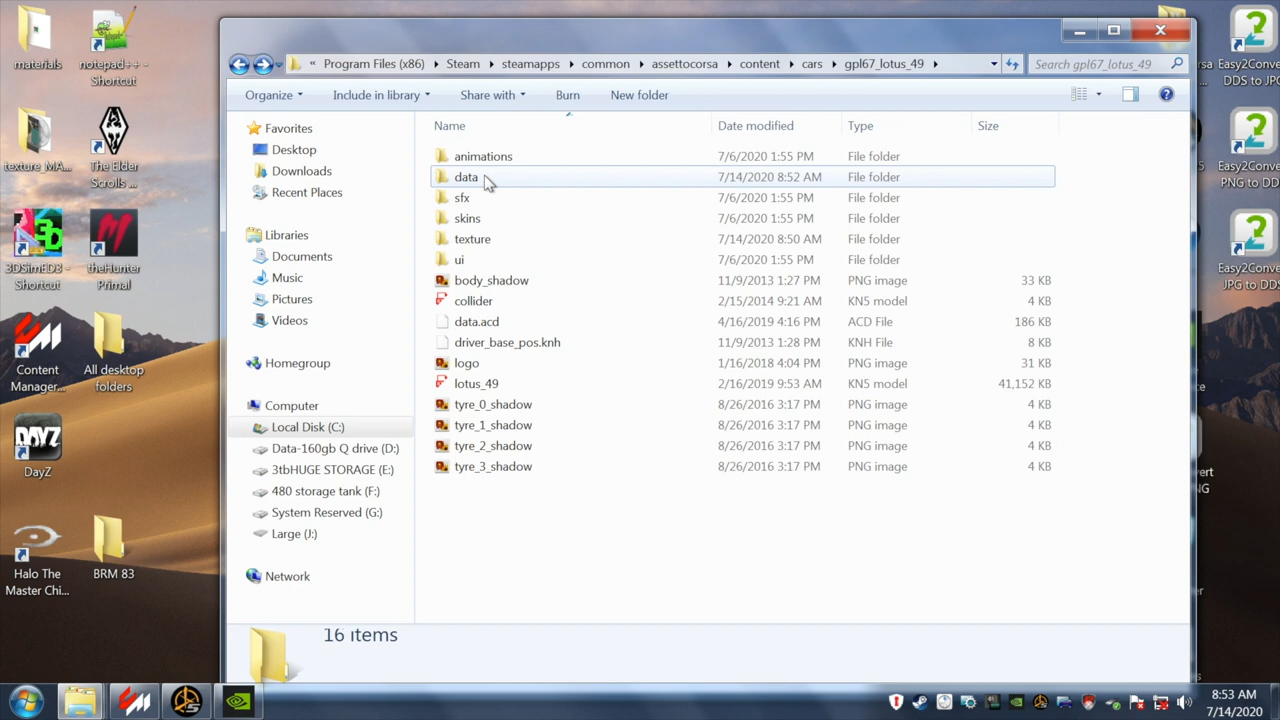 materials
notepad++ -
Shortcut
texture_MA...
The Elder
Scrolls ...
3DSimED3 -
Shortcut
theHunter
Primal
Content
Manager...
All desktop
folders
DAYZ
DayZ
Halo The
Master Chi...
BRM 83
« Program Files (x86) Steam steamapps common assettocorsa content cars gpl67_lotus_49
Search gpl67_lotus_49
Organize Include in library Share with Burn New folder
Favorites
Desktop
Downloads
Recent Places
Libraries
Documents
Music
Pictures
Videos
Homegroup
Computer
Local Disk (C:)
Data-160gb Q drive (D:)
3tbHUGE STORAGE (E:)
480 storage tank (F:)
System Reserved (G:)
Large (J:)
Network
Name Date modified Type Size
animations 7/6/2020 1:55 PM File folder
data 7/14/2020 8:52 AM File folder
sfx 7/6/2020 1:55 PM File folder
skins 7/6/2020 1:55 PM File folder
texture 7/14/2020 8:50 AM File folder
ui 7/6/2020 1:55 PM File folder
body_shadow 11/9/2013 1:27 PM PNG image 33 KB
collider 2/15/2014 9:21 AM KN5 model 4 KB
data.acd 4/16/2019 4:16 PM ACD File 186 KB
driver_base_pos.knh 11/9/2013 1:28 PM KNH File 8 KB
logo 1/16/2018 4:04 PM PNG image 31 KB
lotus_49 2/16/2019 9:53 AM KN5 model 41,152 KB
tyre_0_shadow 8/26/2016 3:17 PM PNG image 4 KB
tyre_1_shadow 8/26/2016 3:17 PM PNG image 4 KB
tyre_2_shadow 8/26/2016 3:17 PM PNG image 4 KB
tyre_3_shadow 8/26/2016 3:17 PM PNG image 4 KB
16 items
Easy2Conve
DDS to JPG
Easy2Conve
PNG to DD
Easy2Conve
JPG to DDS
8:53 AM
7/14/2020